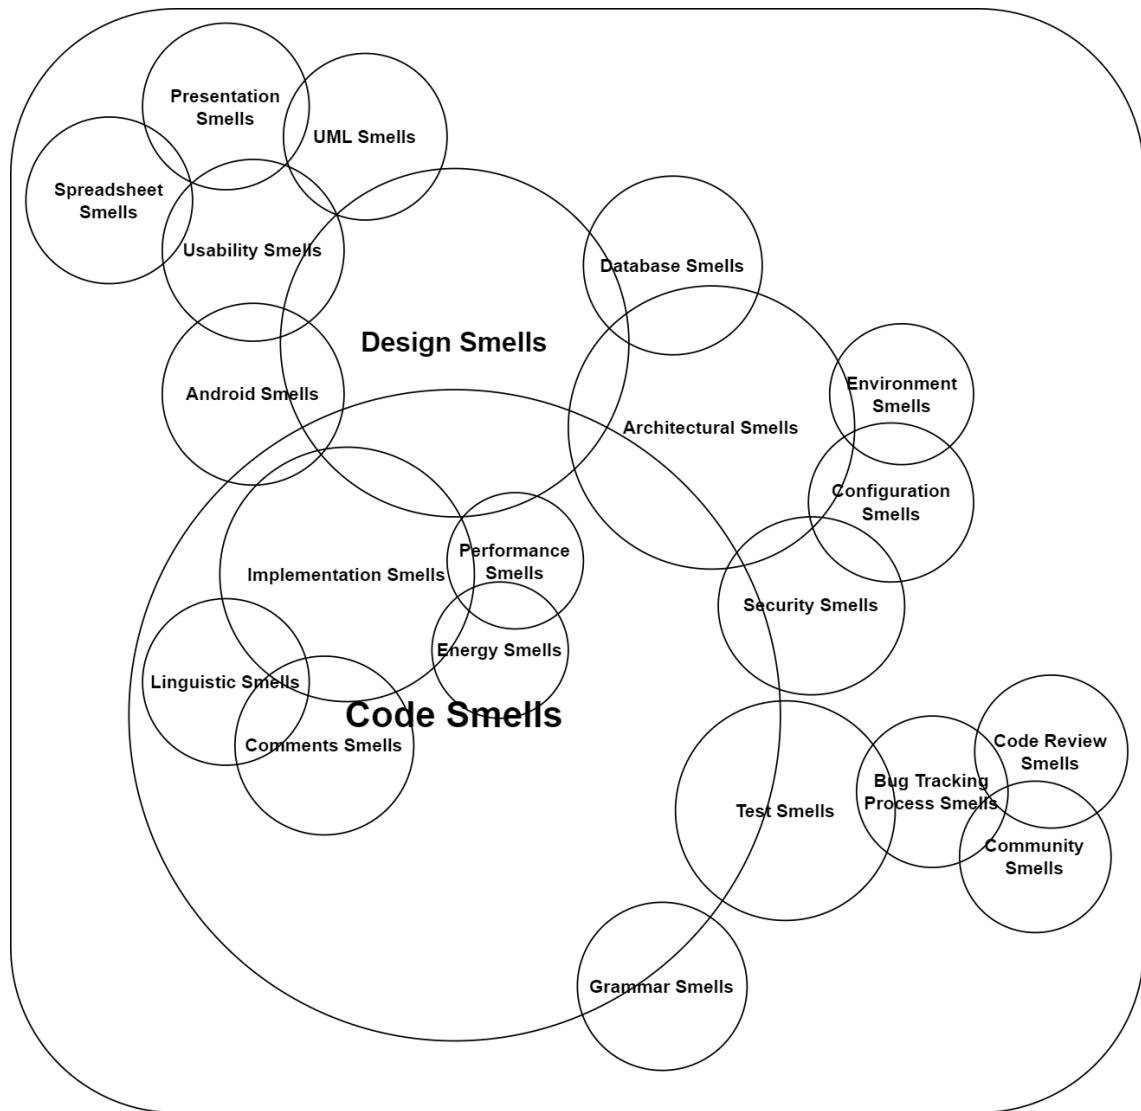 Presentation
Smells
UML Smells
Spreadsheet
Smells
Usability Smells
Database Smells
Design Smells
Android Smells
Environment
Smells
Architectural Smells
Configuration
Smells
Performance
Smells
Implementation Smells
Security Smells
Energy Smells
Linguistic Smells
Code Smells
Comments Smells
Code Review
Smells
Bug Tracking
Process Smells
Test Smells
Community
Smells
Grammar Smells